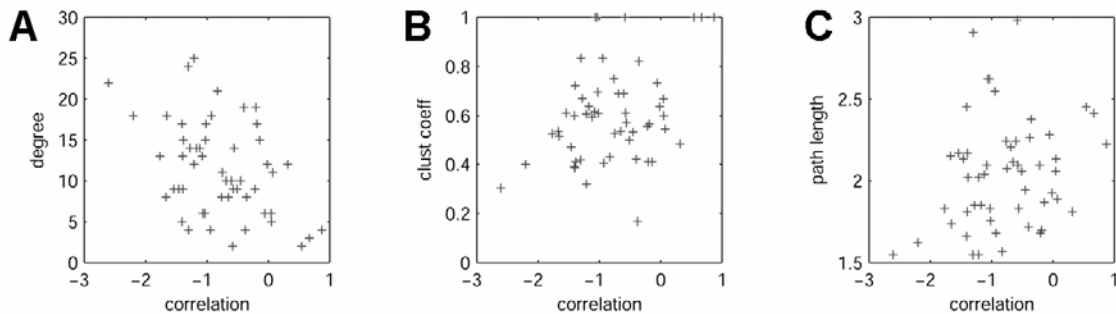 A
30
25
20
15
10
5
0
degree
−3 −2 −1 0 1
correlation
B
1
0.8
0.6
0.4
0.2
0
clust coeff
−3 −2 −1 0 1
correlation
C
3
2.5
2
1.5
path length
−3 −2 −1 0 1
correlation